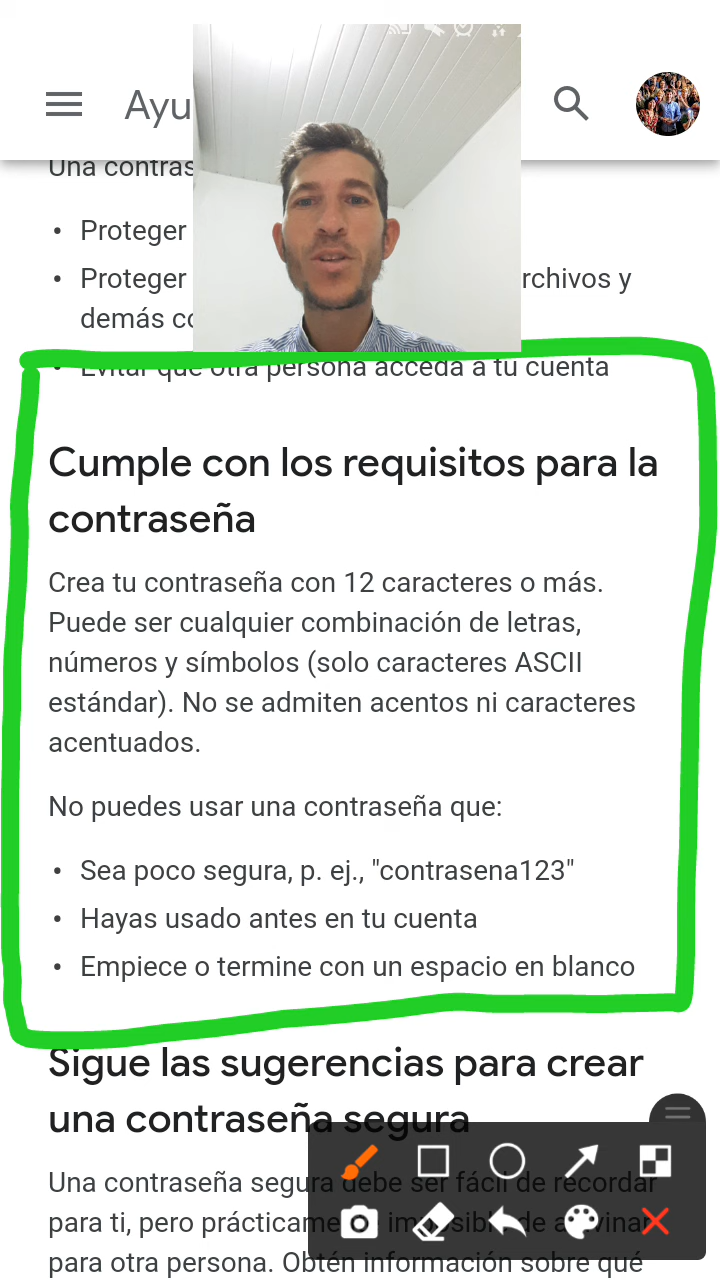 Ayu
Una contras
• Proteger
• Proteger rchivos y
demás co
• Evitar que otra persona acceda a tu cuenta
Cumple con los requisitos para la
contraseña
Crea tu contraseña con 12 caracteres o más.
Puede ser cualquier combinación de letras,
números y símbolos (solo caracteres ASCII
estándar). No se admiten acentos ni caracteres
acentuados.
No puedes usar una contraseña que:
• Sea poco segura, p. ej., "contrasena123"
• Hayas usado antes en tu cuenta
• Empiece o termine con un espacio en blanco
Sigue las sugerencias para crear
una contraseña segura
Una contraseña segura debe ser fácil de recordar
para ti, pero prácticame
para otra persona. Obtén información sobre qué